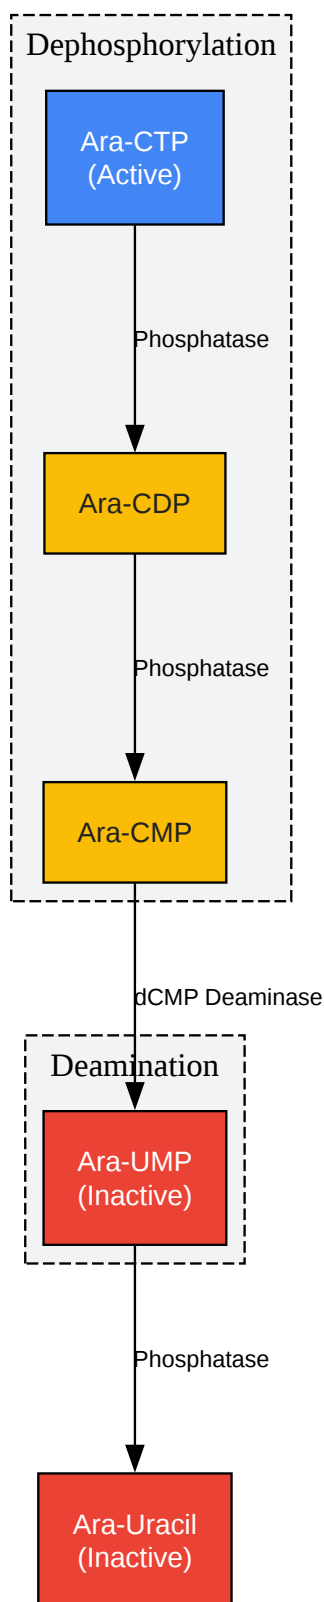 Dephosphorylation
Ara-CTP
(Active)
Phosphatase
Ara-CDP
Phosphatase
Ara-CMP
dCMP Deaminase
Deamination
Ara-UMP
(Inactive)
Phosphatase
Ara-Uracil
(Inactive)